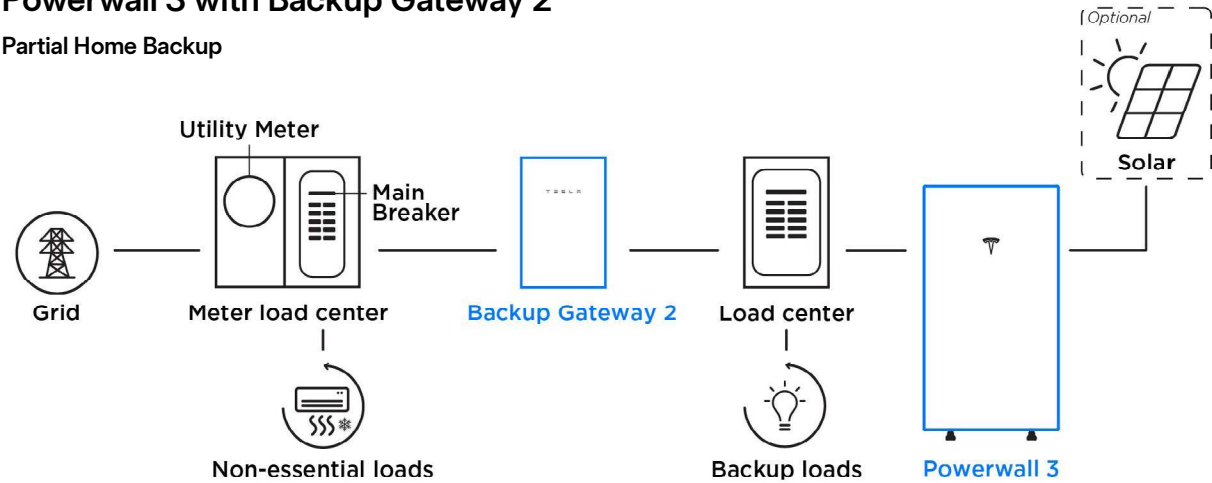 Powerwall 3 with Backup Gateway 2
Partial Home Backup
Optional
Solar
Utility Meter
Main
Breaker
TESLA
Grid
Meter load center
Backup Gateway 2
Load center
Non-essential loads
Backup loads
Powerwall 3